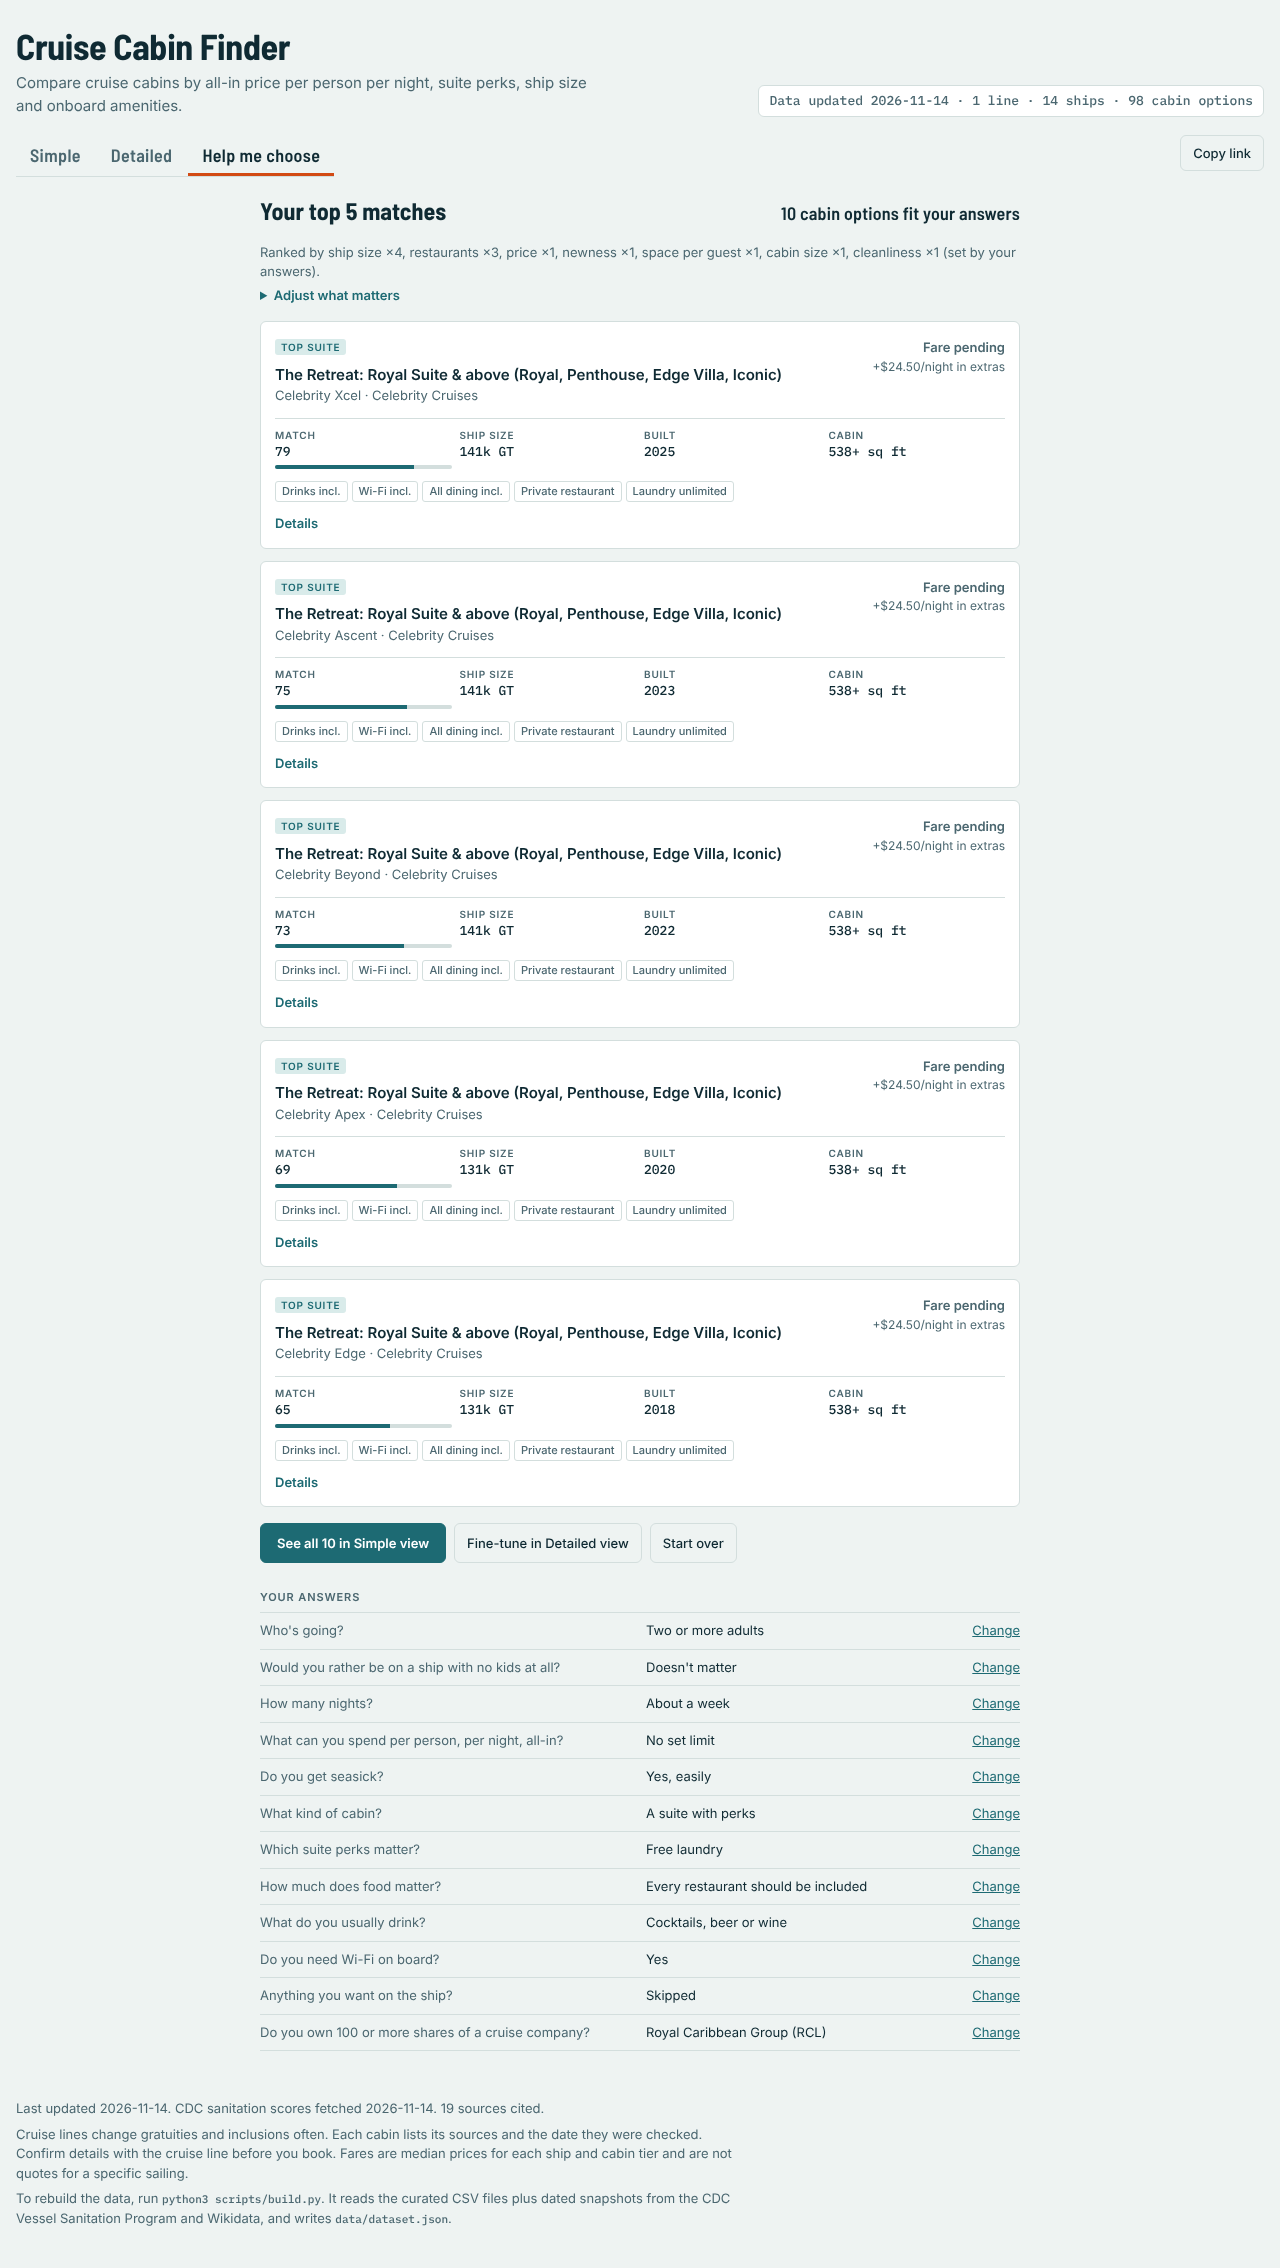 Cruise Cabin Finder
Compare cruise cabins by all-in price per person per night, suite perks, ship size
and onboard amenities.
Data updated 2026-11-14 · 1 line · 14 ships · 98 cabin options
Simple Detailed Help me choose
Copy link
Your top 5 matches
10 cabin options fit your answers
Ranked by ship size ×4, restaurants ×3, price ×1, newness ×1, space per guest ×1, cabin size ×1, cleanliness ×1 (set by your
answers).
▶ Adjust what matters
TOP SUITE
Fare pending
+$24.50/night in extras
The Retreat: Royal Suite & above (Royal, Penthouse, Edge Villa, Iconic)
Celebrity Xcel · Celebrity Cruises
MATCH SHIP SIZE BUILT CABIN
79 141k GT 2025 538+ sq ft
Drinks incl. Wi-Fi incl. All dining incl. Private restaurant Laundry unlimited
Details
TOP SUITE
Fare pending
+$24.50/night in extras
The Retreat: Royal Suite & above (Royal, Penthouse, Edge Villa, Iconic)
Celebrity Ascent · Celebrity Cruises
MATCH SHIP SIZE BUILT CABIN
75 141k GT 2023 538+ sq ft
Drinks incl. Wi-Fi incl. All dining incl. Private restaurant Laundry unlimited
Details
TOP SUITE
Fare pending
+$24.50/night in extras
The Retreat: Royal Suite & above (Royal, Penthouse, Edge Villa, Iconic)
Celebrity Beyond · Celebrity Cruises
MATCH SHIP SIZE BUILT CABIN
73 141k GT 2022 538+ sq ft
Drinks incl. Wi-Fi incl. All dining incl. Private restaurant Laundry unlimited
Details
TOP SUITE
Fare pending
+$24.50/night in extras
The Retreat: Royal Suite & above (Royal, Penthouse, Edge Villa, Iconic)
Celebrity Apex · Celebrity Cruises
MATCH SHIP SIZE BUILT CABIN
69 131k GT 2020 538+ sq ft
Drinks incl. Wi-Fi incl. All dining incl. Private restaurant Laundry unlimited
Details
TOP SUITE
Fare pending
+$24.50/night in extras
The Retreat: Royal Suite & above (Royal, Penthouse, Edge Villa, Iconic)
Celebrity Edge · Celebrity Cruises
MATCH SHIP SIZE BUILT CABIN
65 131k GT 2018 538+ sq ft
Drinks incl. Wi-Fi incl. All dining incl. Private restaurant Laundry unlimited
Details
See all 10 in Simple view Fine-tune in Detailed view Start over
YOUR ANSWERS
Who's going? Two or more adults Change
Would you rather be on a ship with no kids at all? Doesn't matter Change
How many nights? About a week Change
What can you spend per person, per night, all-in? No set limit Change
Do you get seasick? Yes, easily Change
What kind of cabin? A suite with perks Change
Which suite perks matter? Free laundry Change
How much does food matter? Every restaurant should be included Change
What do you usually drink? Cocktails, beer or wine Change
Do you need Wi-Fi on board? Yes Change
Anything you want on the ship? Skipped Change
Do you own 100 or more shares of a cruise company? Royal Caribbean Group (RCL) Change
Last updated 2026-11-14. CDC sanitation scores fetched 2026-11-14. 19 sources cited.
Cruise lines change gratuities and inclusions often. Each cabin lists its sources and the date they were checked.
Confirm details with the cruise line before you book. Fares are median prices for each ship and cabin tier and are not
quotes for a specific sailing.
To rebuild the data, run python3 scripts/build.py. It reads the curated CSV files plus dated snapshots from the CDC
Vessel Sanitation Program and Wikidata, and writes data/dataset.json.